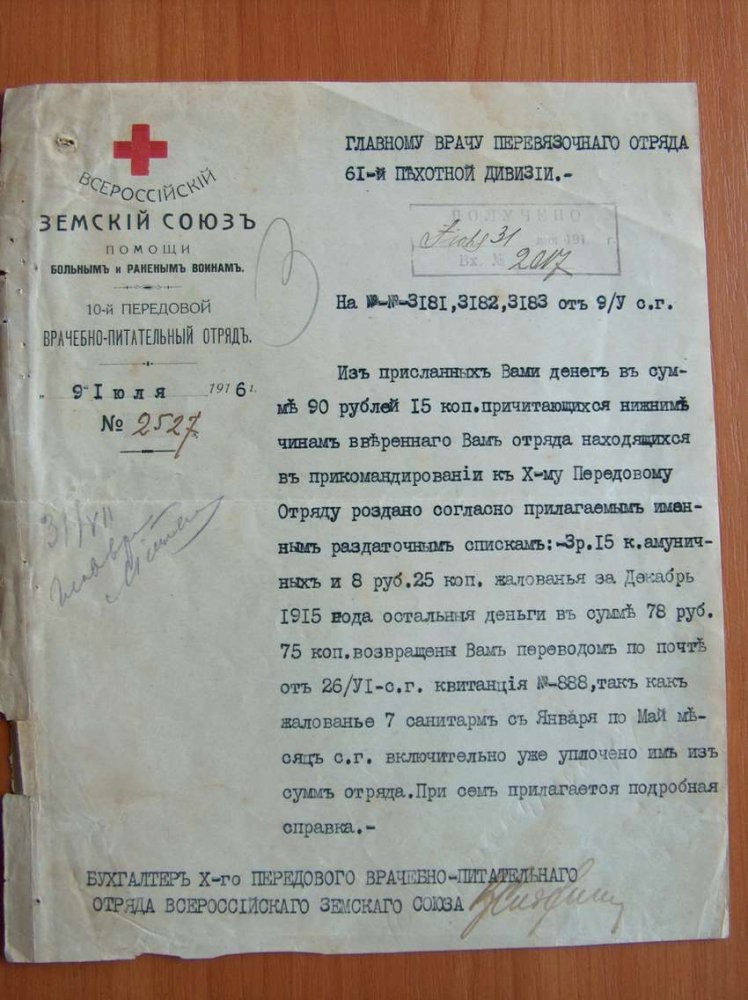 ВСЕРОССІЙСКІЙ
ЗЕМСКІЙ СОЮЗЪ
ПОМОЩИ
БОЛЬНЫМЪ и РАНЕНЫМЪ ВОИНАМЪ.
10-й ПЕРЕДОВОЙ
ВРАЧЕБНО-ПИТАТЕЛЬНЫЙ ОТРЯДЪ.
„ 9" Іюля 1916 г.
№ 2527
ГЛАВНОМУ ВРАЧУ ПЕРЕВЯЗОЧНАГО ОТРЯДА
61-й ПѢХОТНОЙ ДИВИЗІИ.-
ПОЛУЧЕНО
31 дня 191 г.
Вх. № 2017
На №-№-3181,3182,3183 отъ 9/У с.г.
Изъ присланныхъ Вами денегъ въ сум-
мѣ 90 рублей 15 коп.причитающихся нижнимѣ
чинамъ ввѣреннаго Вамъ отряда находящихся
въ прикомандированіи къ Х-му Передовому
Отряду роздано согласно прилагаемымъ имен-
нымъ раздаточнымъ спискамъ:-3р.15 к.амунич-
ныхъ и 8 руб.25 коп. жалованья за Декабрь
1915 года остальныя деньги въ суммѣ 78 руб.
75 коп.возвращены Вамъ переводомъ по почтѣ
отъ 26/УІ-с.г. квитанція №-888,такъ какъ
жалованье 7 санитарм съ Января по Май мѣ-
сяцъ с.г. включительно уже уплочено имъ изъ
суммъ отряда.При семъ прилагается подробная
справка.-
31/VII
БУХГАЛТЕРЪ Х-го ПЕРЕДОВОГО ВРАЧЕБНО-ПИТАТЕЛЬНАГО
ОТРЯДА ВСЕРОССІЙСКАГО ЗЕМСКАГО СОЮЗА